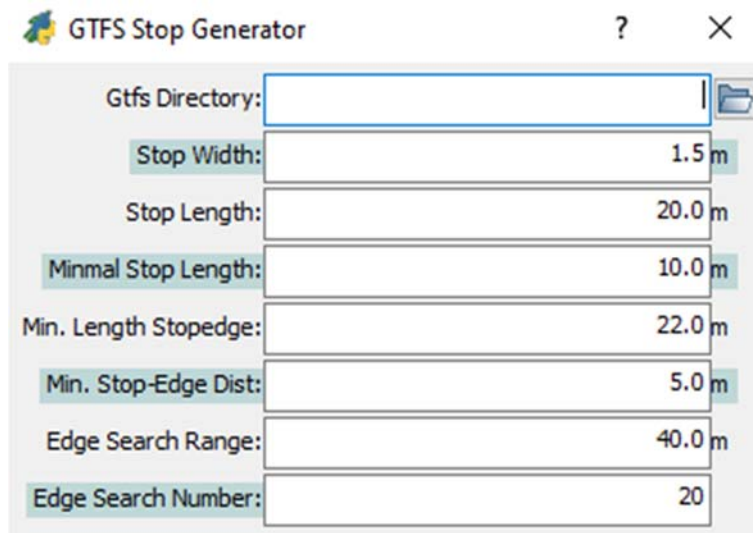 GTFS Stop Generator ? ×
Gtfs Directory:
Stop Width: 1.5 m
Stop Length: 20.0 m
Minmal Stop Length: 10.0 m
Min. Length Stopedge: 22.0 m
Min. Stop-Edge Dist: 5.0 m
Edge Search Range: 40.0 m
Edge Search Number: 20